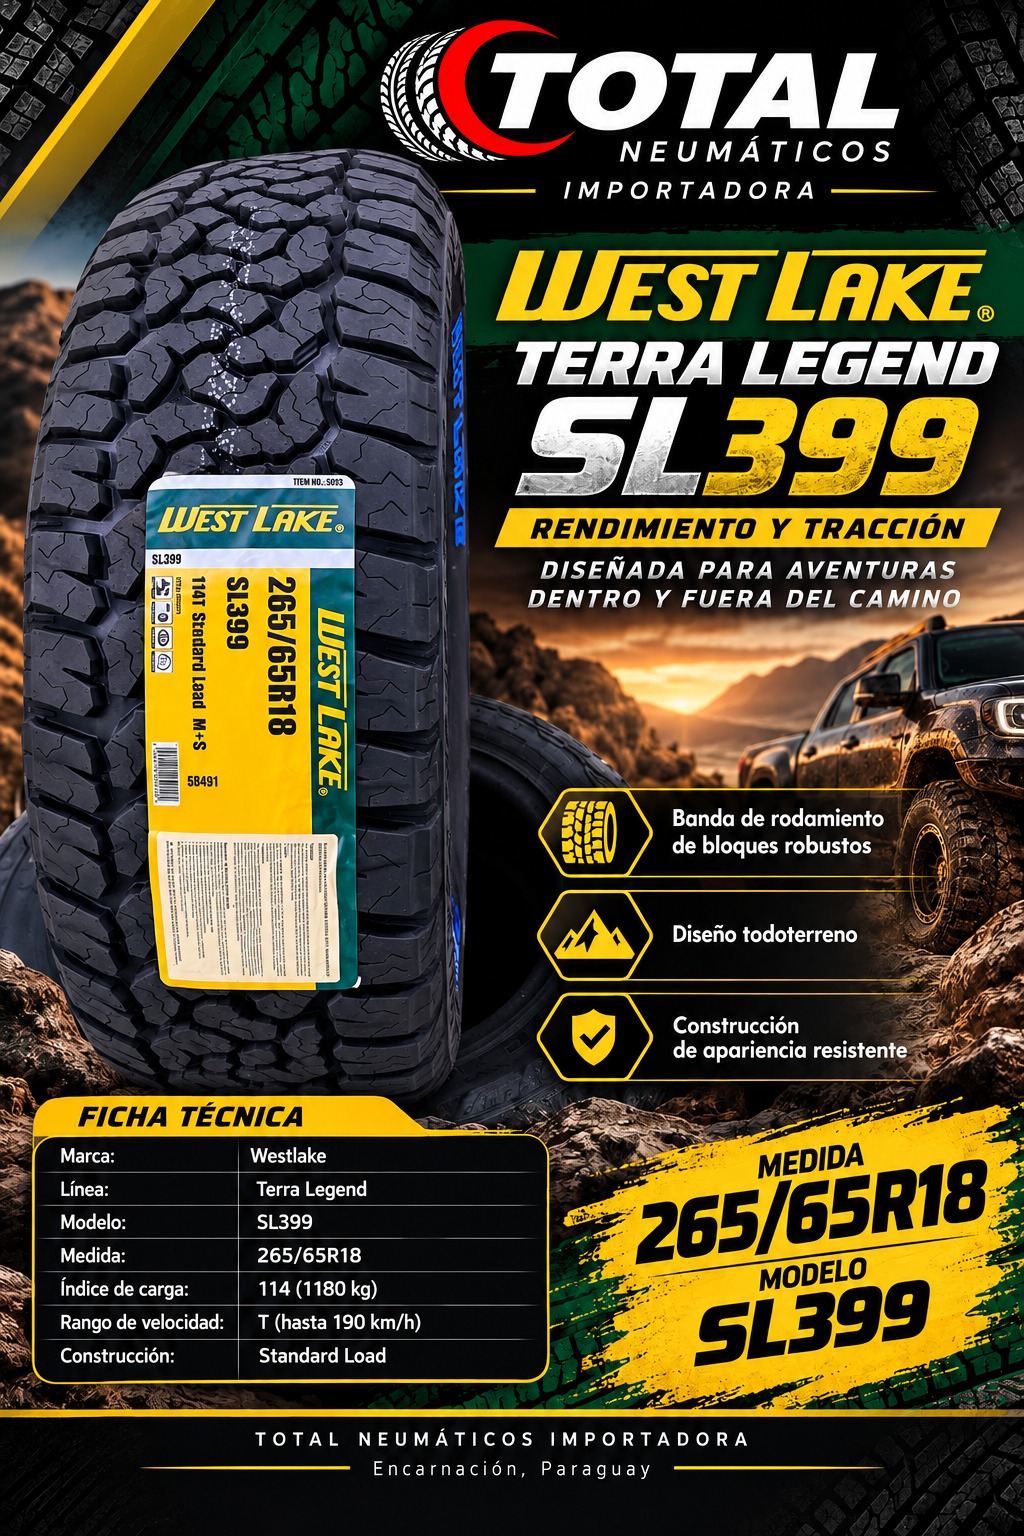 TOTAL
NEUMÁTICOS
IMPORTADORA
WEST LAKE®
TERRA LEGEND
SL399
RENDIMIENTO Y TRACCIÓN
DISEÑADA PARA AVENTURAS
DENTRO Y FUERA DEL CAMINO
WEST LAKE
ITEM NO.:5093
WEST LAKE®
SL399
WEST LAKE®
265/65R18
SL399
114T Standard Load M+S
58491
Banda de rodamiento
de bloques robustos
Diseño todoterreno
Construcción
de apariencia resistente
FICHA TÉCNICA
Marca: Westlake
Línea: Terra Legend
Modelo: SL399
Medida: 265/65R18
Índice de carga: 114 (1180 kg)
Rango de velocidad: T (hasta 190 km/h)
Construcción: Standard Load
MEDIDA
265/65R18
MODELO
SL399
TOTAL NEUMÁTICOS IMPORTADORA
Encarnación, Paraguay